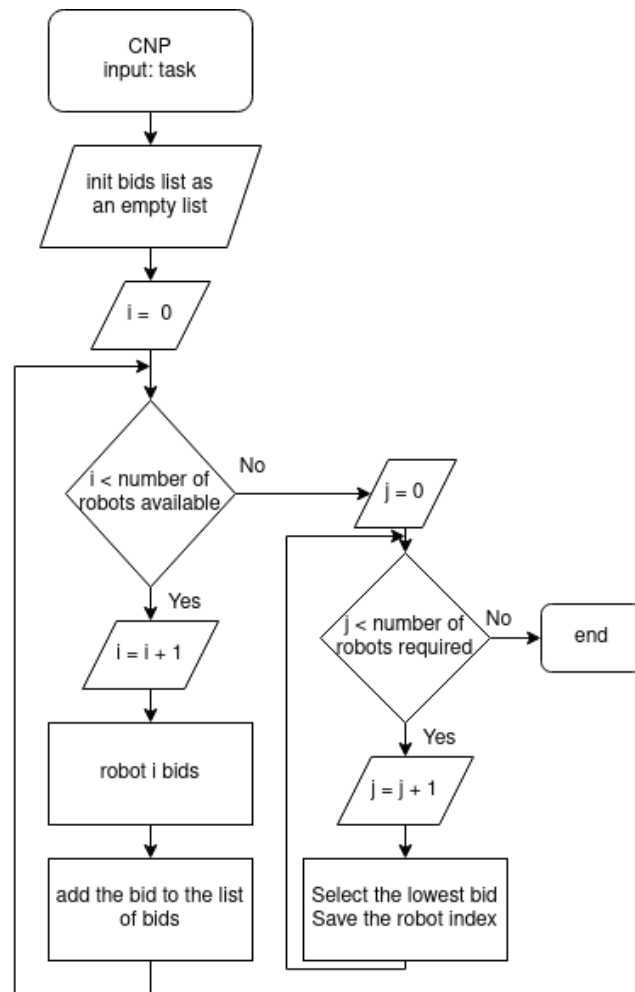 CNP
input: task
init bids list as
an empty list
i = 0
i < number of
robots available
No
Yes
i = i + 1
robot i bids
add the bid to the list
of bids
j = 0
j < number of
robots required
No
end
Yes
j = j + 1
Select the lowest bid
Save the robot index